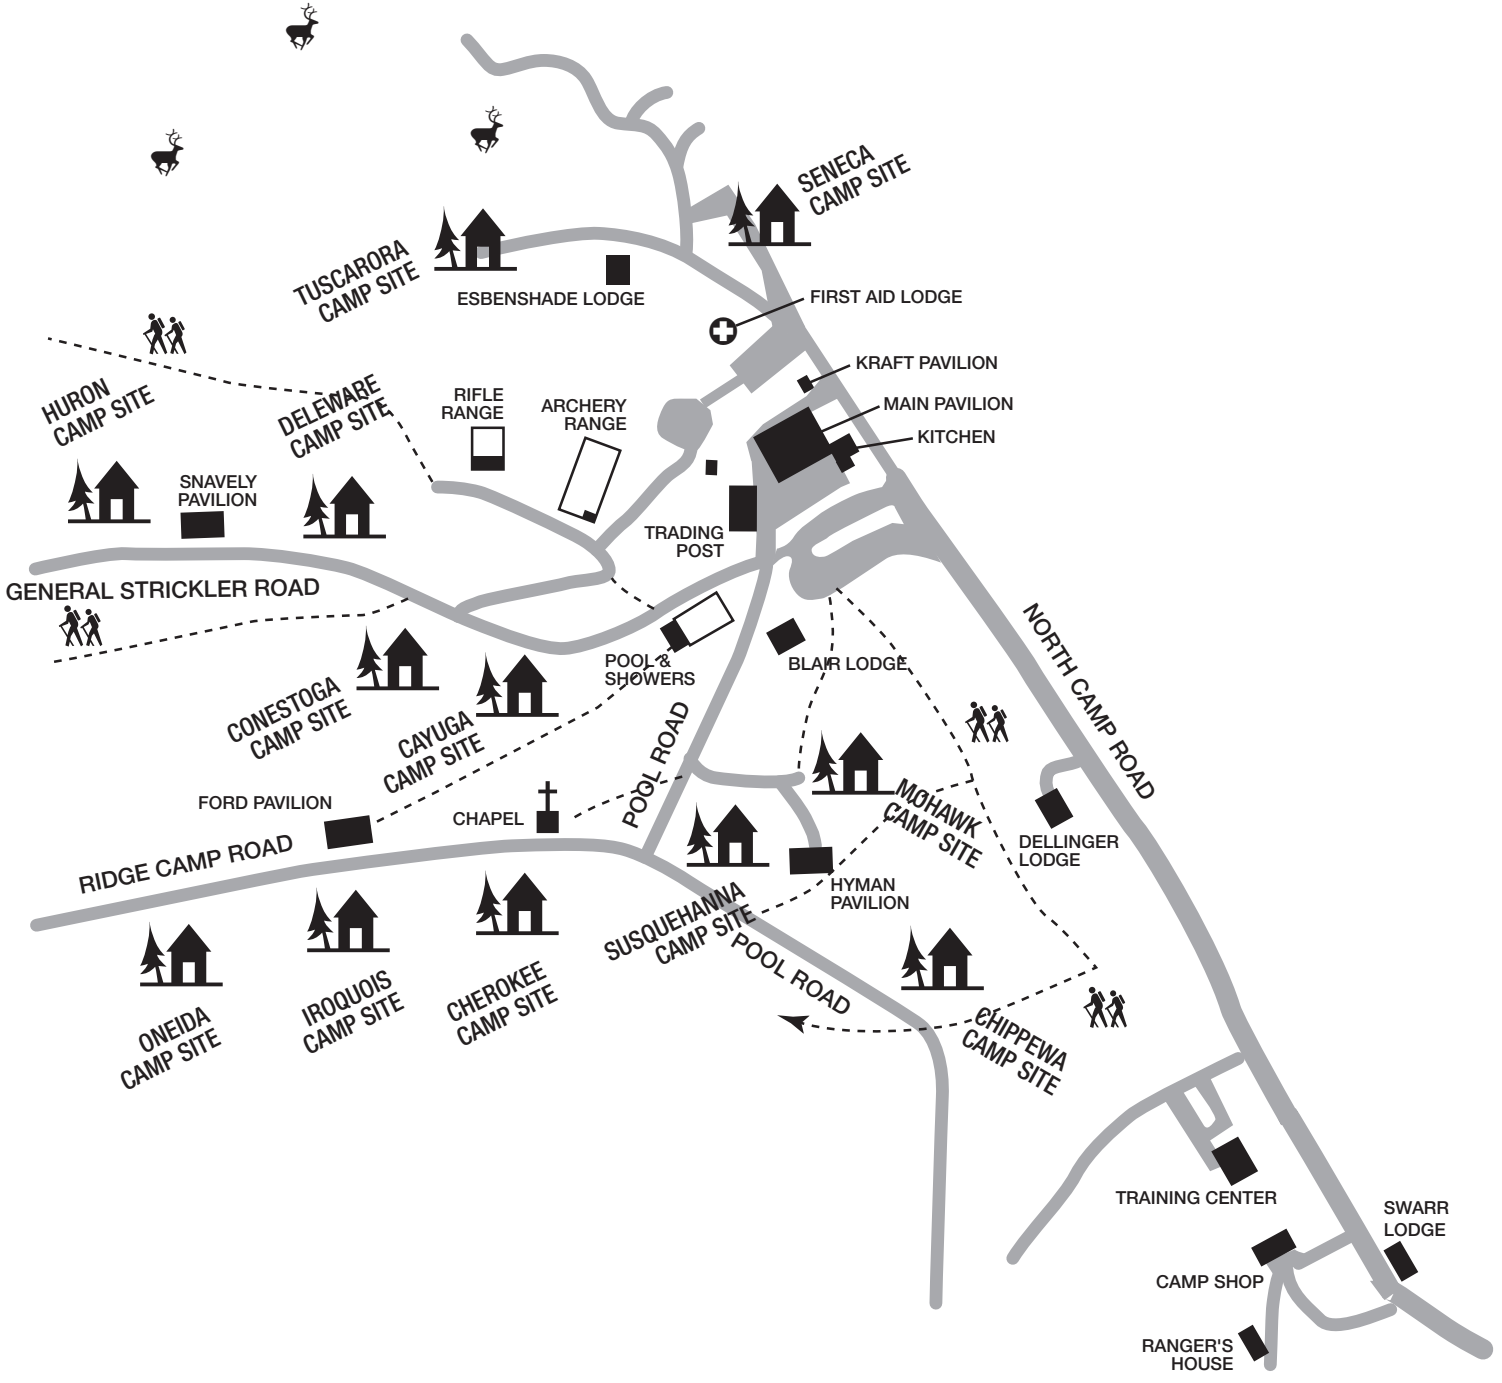 SENECA
CAMP SITE
TUSCARORA
CAMP SITE
ESBENSHADE LODGE
FIRST AID LODGE
KRAFT PAVILION
MAIN PAVILION
KITCHEN
HURON
CAMP SITE
DELEWARE
CAMP SITE
RIFLE
RANGE
ARCHERY
RANGE
SNAVELY
PAVILION
TRADING
POST
GENERAL STRICKLER ROAD
POOL &
SHOWERS
BLAIR LODGE
NORTH CAMP ROAD
CONESTOGA
CAMP SITE
CAYUGA
CAMP SITE
POOL ROAD
FORD PAVILION
CHAPEL
MOHAWK
CAMP SITE
DELLINGER
LODGE
RIDGE CAMP ROAD
HYMAN
PAVILION
SUSQUEHANNA
CAMP SITE
POOL ROAD
ONEIDA
CAMP SITE
IROQUOIS
CAMP SITE
CHEROKEE
CAMP SITE
CHIPPEWA
CAMP SITE
TRAINING CENTER
SWARR
LODGE
CAMP SHOP
RANGER'S
HOUSE